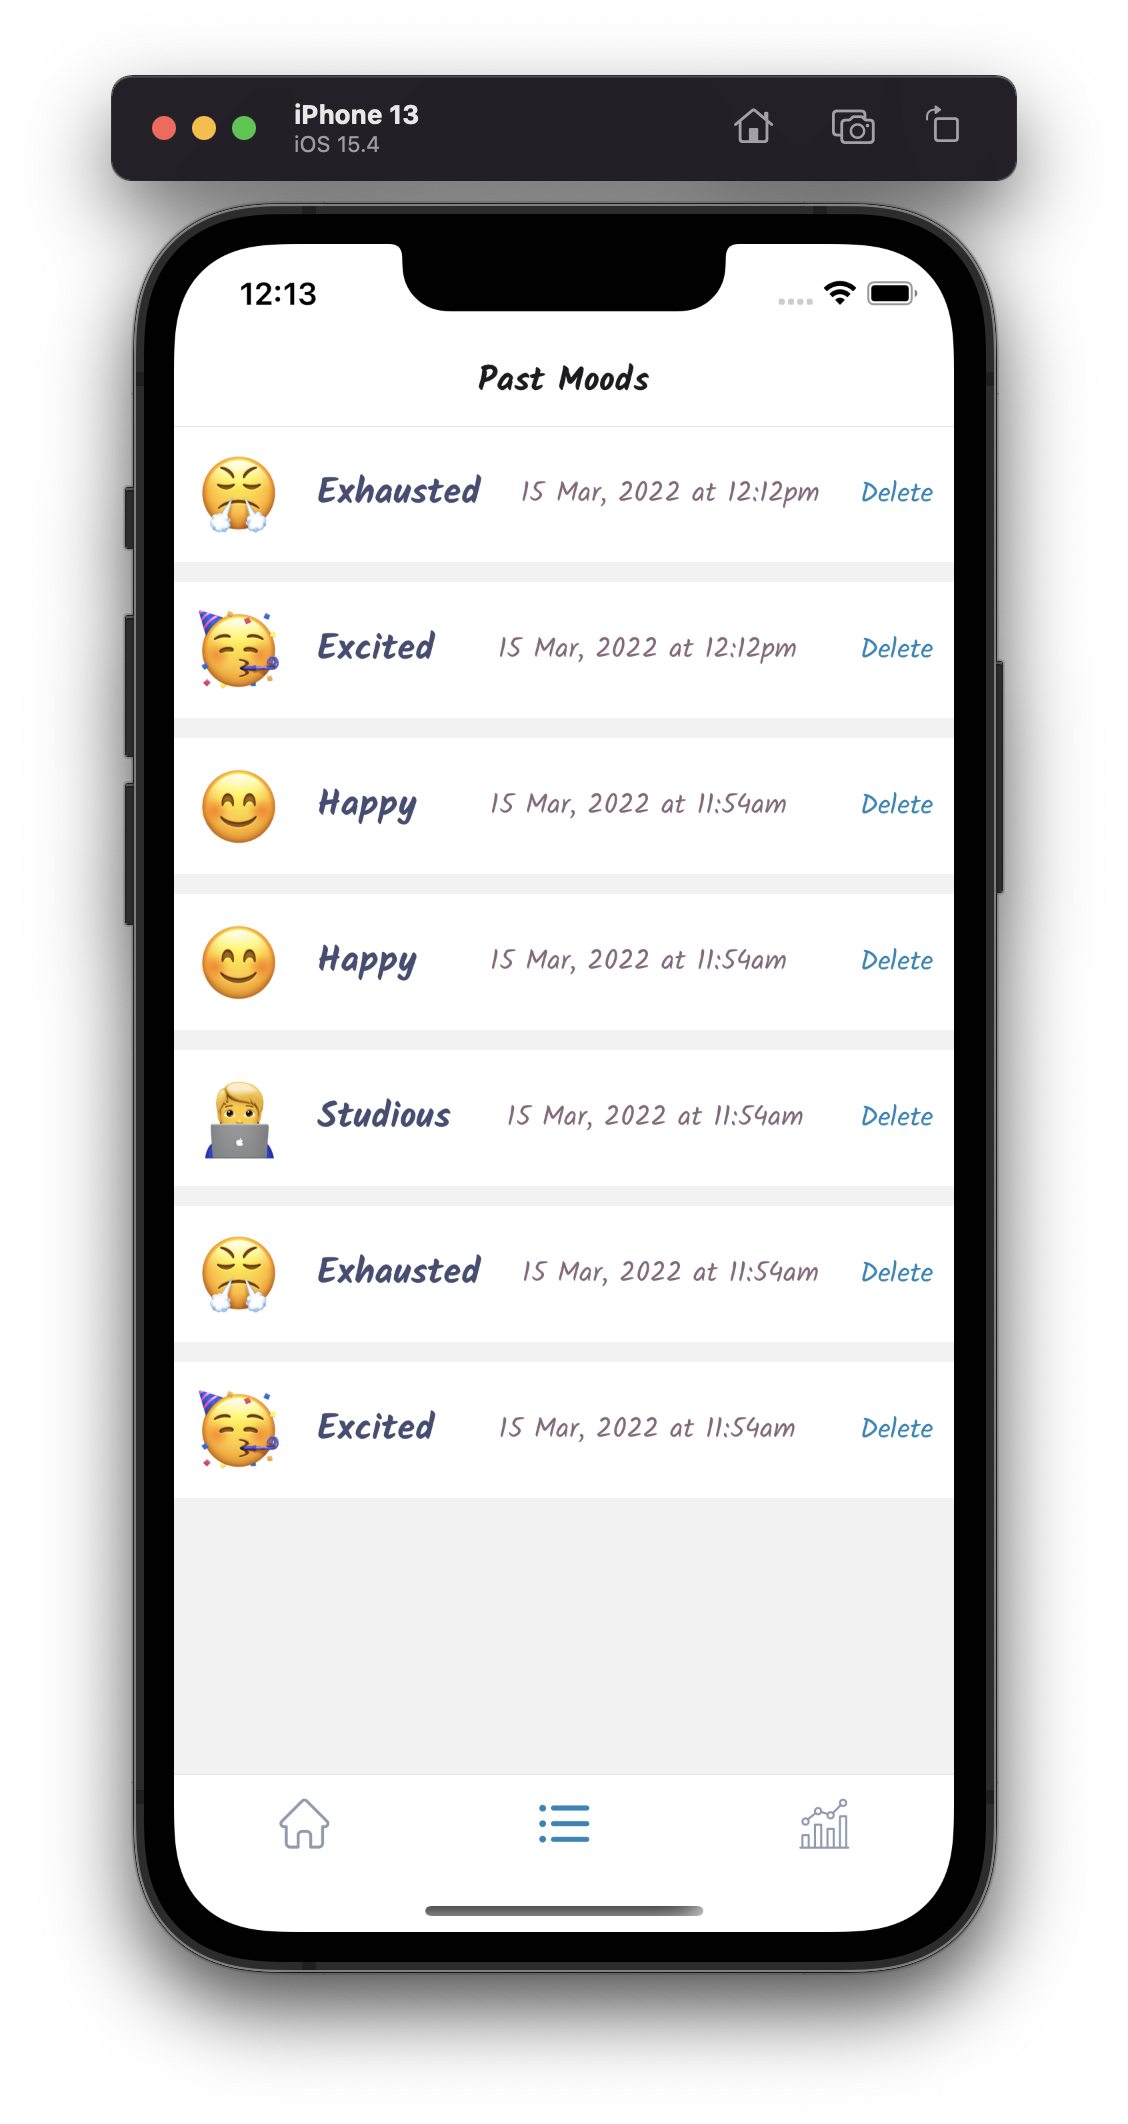 iPhone 13
iOS 15.4
12:13
Past Moods
Exhausted 15 Mar, 2022 at 12:12pm Delete
Excited 15 Mar, 2022 at 12:12pm Delete
Happy 15 Mar, 2022 at 11:54am Delete
Happy 15 Mar, 2022 at 11:54am Delete
Studious 15 Mar, 2022 at 11:54am Delete
Exhausted 15 Mar, 2022 at 11:54am Delete
Excited 15 Mar, 2022 at 11:54am Delete